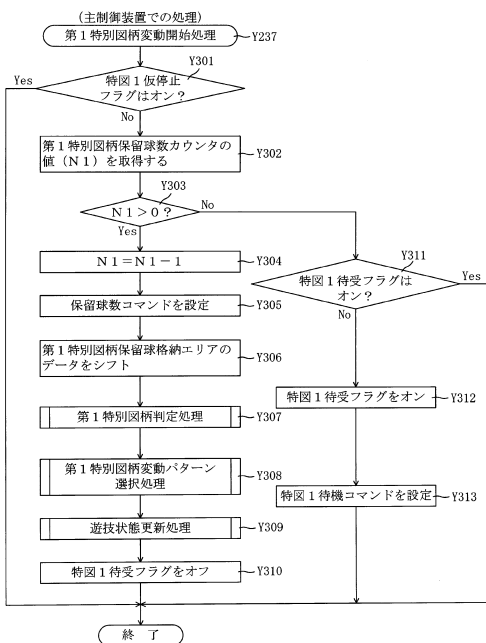 (主制御装置での処理)
第1特別図柄変動開始処理
Y237
Y301
Yes
特図1仮停止
フラグはオン?
No
第1特別図柄保留球数カウンタの
値(N1)を取得する
Y302
Y303
N1>0?
No
Yes
N1=N1-1
Y304
Y311
特図1待受フラグは
オン?
Yes
No
保留球数コマンドを設定
Y305
第1特別図柄保留球格納エリアの
データをシフト
Y306
第1特別図柄判定処理
Y307
特図1待受フラグをオン
Y312
第1特別図柄変動パターン
選択処理
Y308
特図1待機コマンドを設定
Y313
遊技状態更新処理
Y309
特図1待受フラグをオフ
Y310
終了